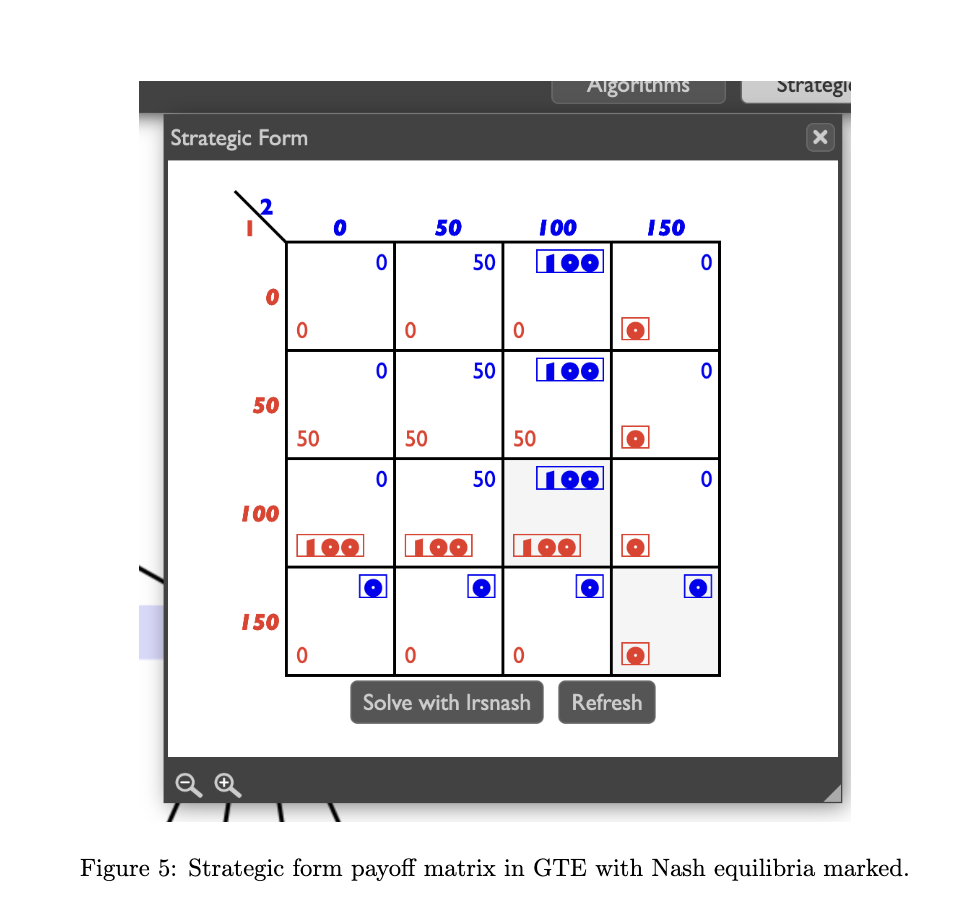 Algorithms Strategic
Strategic Form
2
1 0 50 100 150
0 50 100 0
0
0 0 0 0
0 50 100 0
50
50 50 50 0
0 50 100 0
100
100 100 100 0
0 0 0 0
150
0 0 0 0
Solve with lrsnash Refresh
Figure 5: Strategic form payoff matrix in GTE with Nash equilibria marked.